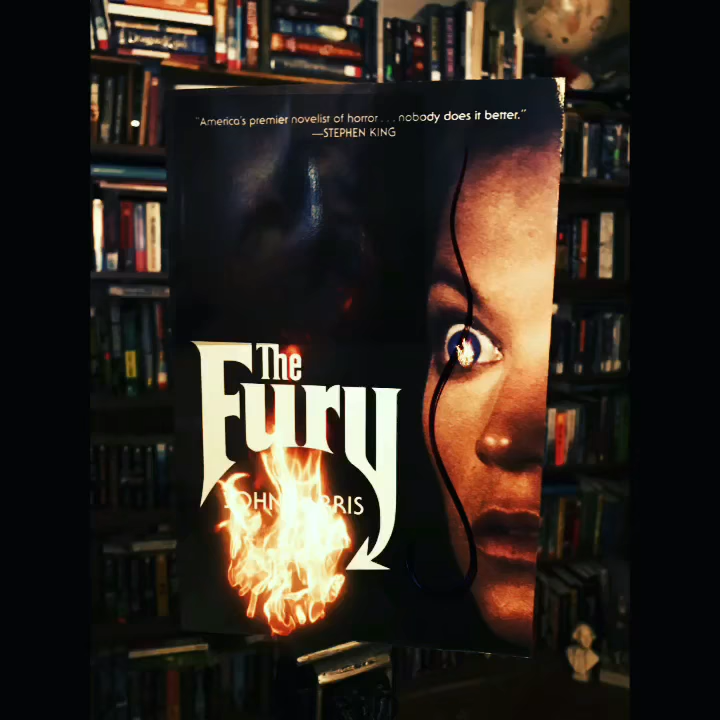 "America's premier novelist of horror . . . nobody does it better."
—STEPHEN KING
The
Fury